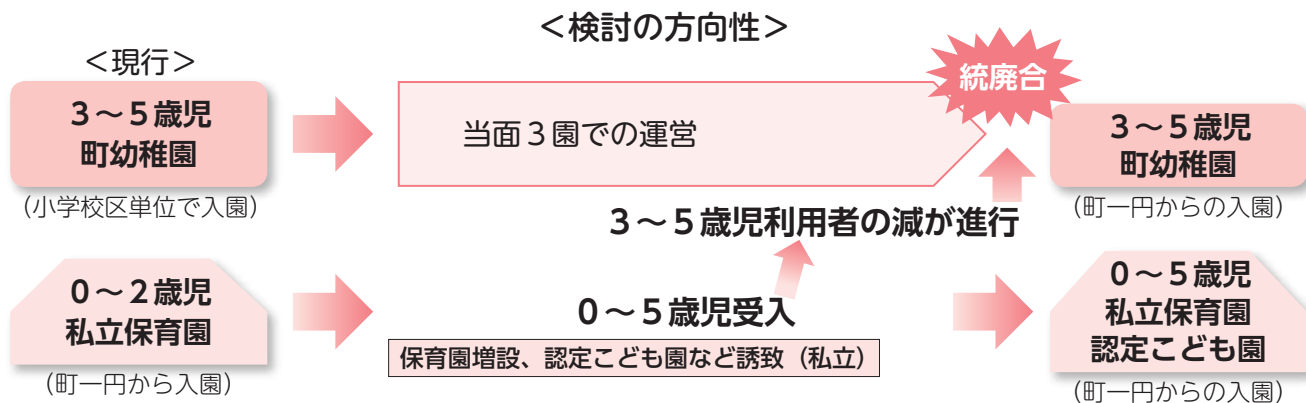 ＜検討の方向性＞
＜現行＞
３～５歳児
町幼稚園
（小学校区単位で入園）
当面３園での運営
統廃合
３～５歳児
町幼稚園
（町一円からの入園）
３～５歳児利用者の減が進行
０～２歳児
私立保育園
（町一円から入園）
０～５歳児受入
保育園増設、認定こども園など誘致（私立）
０～５歳児
私立保育園
認定こども園
（町一円からの入園）